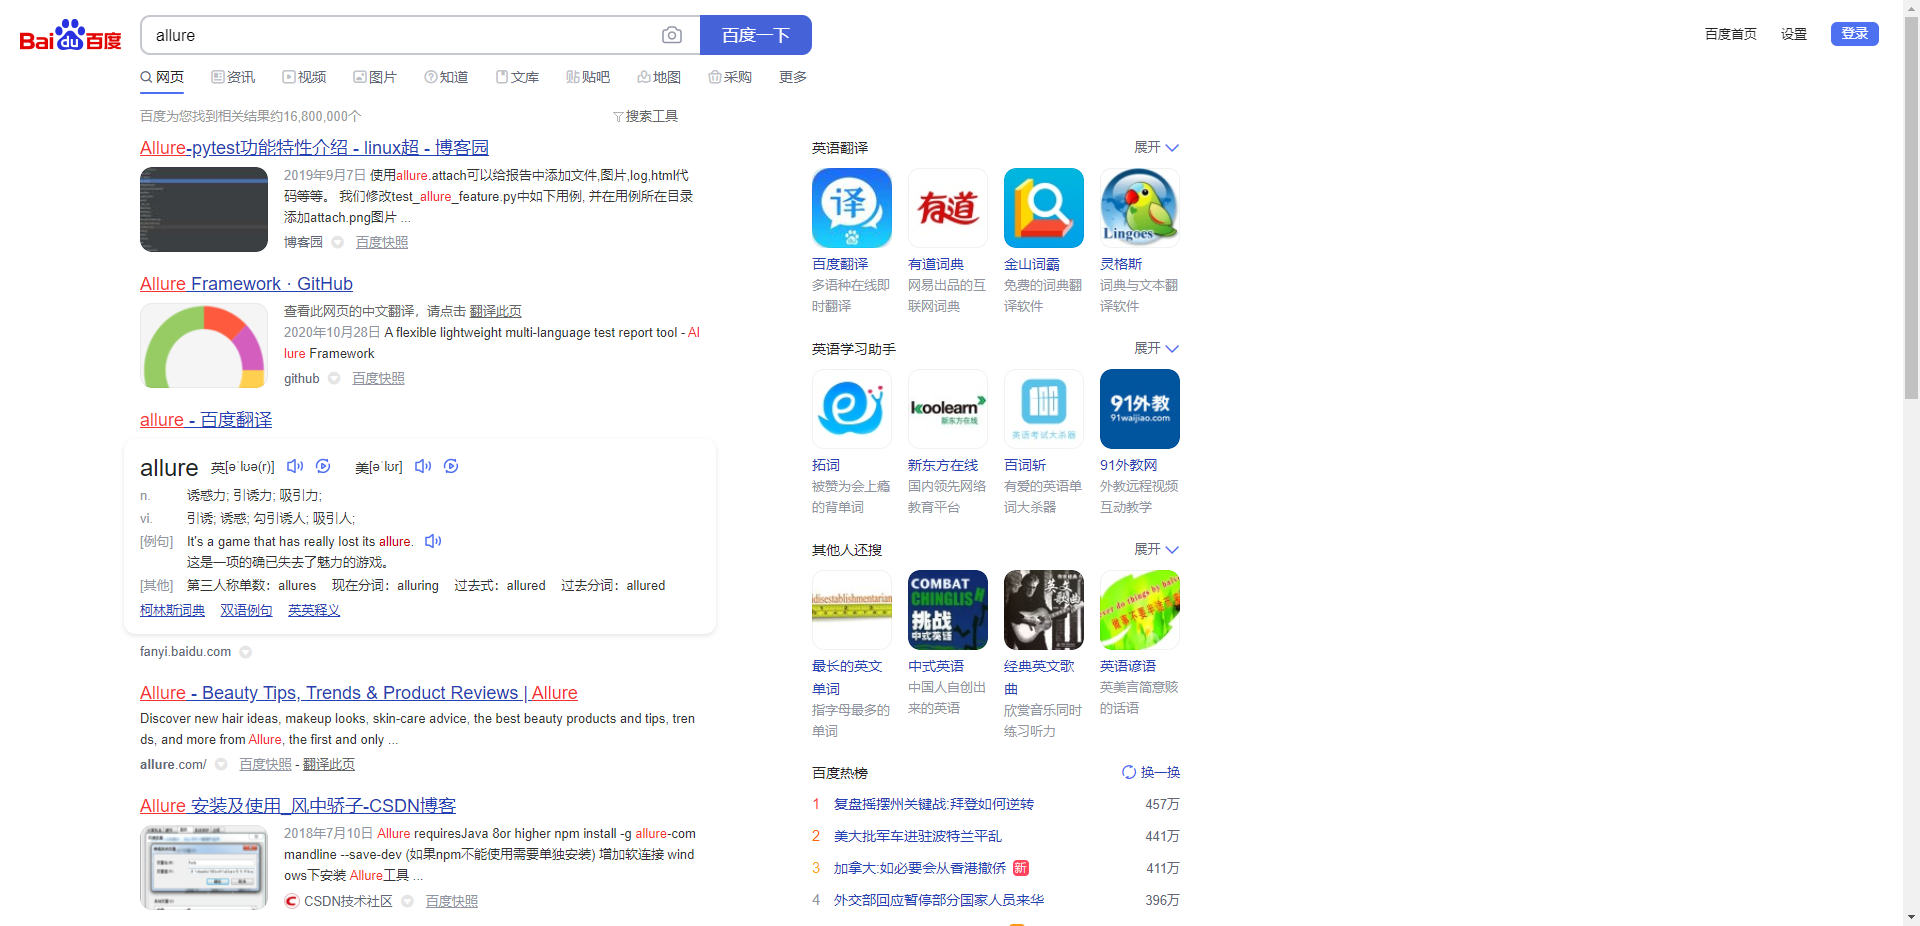 Bai du 百度
allure
百度一下
百度首页 设置 登录
网页 资讯 视频 图片 知道 文库 贴吧 地图 采购 更多
百度为您找到相关结果约16,800,000个
搜索工具
Allure-pytest功能特性介绍 - linux超 - 博客园
2019年9月7日 使用allure.attach可以给报告中添加文件,图片,log,html代
码等等。 我们修改test_allure_feature.py中如下用例, 并在用例所在目录
添加attach.png图片 ...
博客园 百度快照
Allure Framework · GitHub
查看此网页的中文翻译，请点击 翻译此页
2020年10月28日 A flexible lightweight multi-language test report tool - Al
lure Framework
github 百度快照
allure - 百度翻译
allure 英[əˈlʊə(r)] 美[əˈlʊr]
n. 诱惑力; 引诱力; 吸引力;
vi. 引诱; 诱惑; 勾引诱人; 吸引人;
[例句] It's a game that has really lost its allure.
这是一项的确已失去了魅力的游戏。
[其他] 第三人称单数：allures 现在分词：alluring 过去式：allured 过去分词：allured
柯林斯词典 双语例句 英英释义
fanyi.baidu.com
Allure - Beauty Tips, Trends & Product Reviews | Allure
Discover new hair ideas, makeup looks, skin-care advice, the best beauty products and tips, tren
ds, and more from Allure, the first and only ...
allure.com/ 百度快照 - 翻译此页
Allure 安装及使用_风中骄子-CSDN博客
2018年7月10日 Allure requiresJava 8or higher npm install -g allure-com
mandline --save-dev (如果npm不能使用需要单独安装) 增加软连接 wind
ows下安装 Allure工具 ...
CSDN技术社区 百度快照
英语翻译 展开
译 有道 Lingoes
百度翻译 有道词典 金山词霸 灵格斯
多语种在线即 网易出品的互 免费的词典翻 词典与文本翻
时翻译 联网词典 译软件 译软件
英语学习助手 展开
koolearn 新东方在线
英语考试大杀器
91外教
91waijiao.com
拓词 新东方在线 百词斩 91外教网
被赞为会上瘾 国内领先网络 有爱的英语单 外教远程视频
的背单词 教育平台 词大杀器 互动教学
其他人还搜 展开
disestablishmentarian
COMBAT
CHINGLISH
挑战
中式英语
最长的英文 中式英语 经典英文歌 英语谚语
单词 中国人自创出 曲 英美言简意赅
指字母最多的 来的英语 欣赏音乐同时 的话语
单词 练习听力
百度热榜 换一换
1 复盘摇摆州关键战:拜登如何逆转 457万
2 美大批军车进驻波特兰平乱 441万
3 加拿大:如必要会从香港撤侨 新 411万
4 外交部回应暂停部分国家人员来华 396万